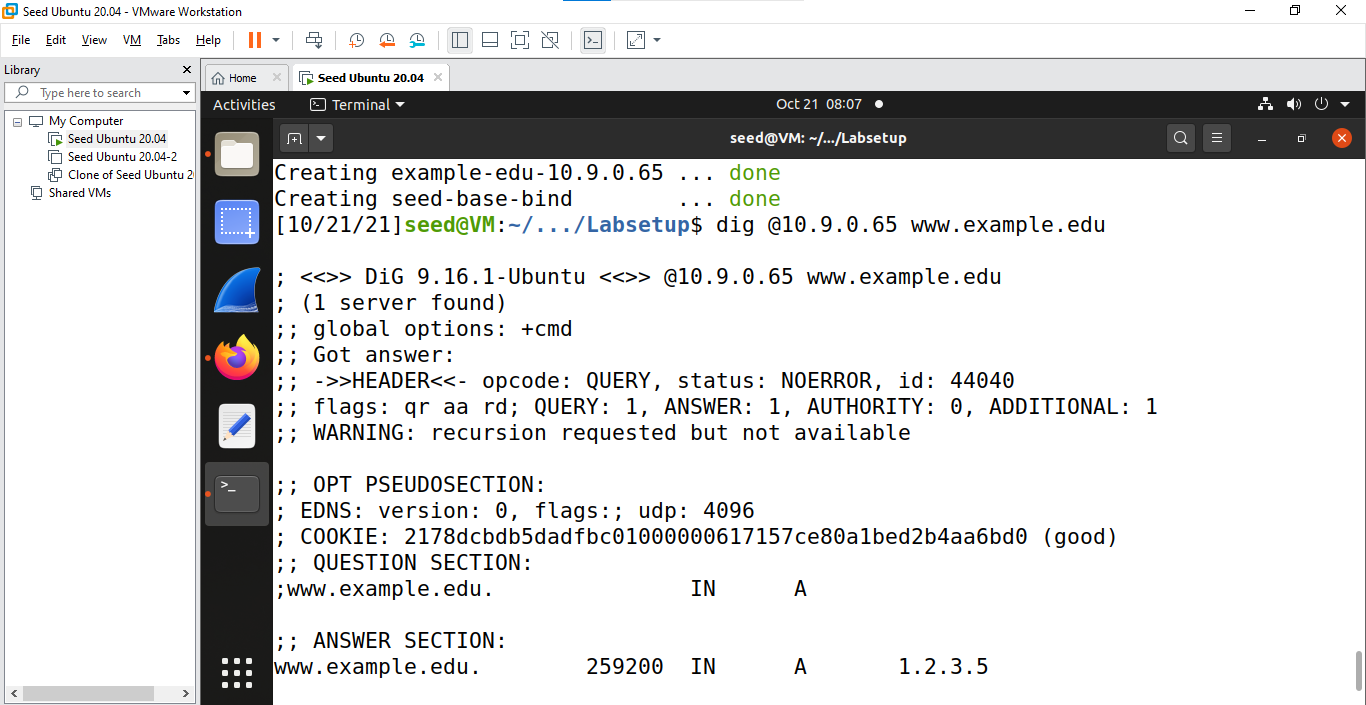 Seed Ubuntu 20.04 - VMware Workstation
File Edit View VM Tabs Help
Library
Type here to search
My Computer
Seed Ubuntu 20.04
Seed Ubuntu 20.04-2
Clone of Seed Ubuntu 2
Shared VMs
Home
Seed Ubuntu 20.04
Activities
Terminal
Oct 21 08:07
seed@VM: ~/.../Labsetup
Creating example-edu-10.9.0.65 ... done
Creating seed-base-bind ... done
[10/21/21]seed@VM:~/.../Labsetup$ dig @10.9.0.65 www.example.edu
; <<>> DiG 9.16.1-Ubuntu <<>> @10.9.0.65 www.example.edu
; (1 server found)
;; global options: +cmd
;; Got answer:
;; ->>HEADER<<- opcode: QUERY, status: NOERROR, id: 44040
;; flags: qr aa rd; QUERY: 1, ANSWER: 1, AUTHORITY: 0, ADDITIONAL: 1
;; WARNING: recursion requested but not available
;; OPT PSEUDOSECTION:
; EDNS: version: 0, flags:; udp: 4096
; COOKIE: 2178dcbdb5dadfbc01000000617157ce80a1bed2b4aa6bd0 (good)
;; QUESTION SECTION:
;www.example.edu. IN A
;; ANSWER SECTION:
www.example.edu. 259200 IN A 1.2.3.5